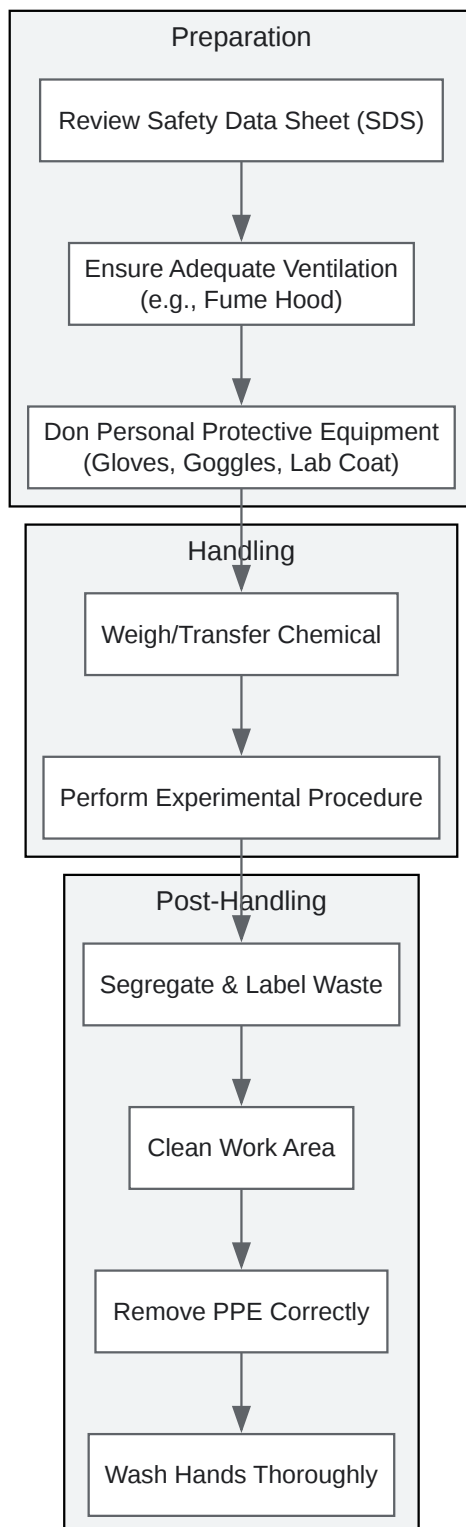 Preparation
Review Safety Data Sheet (SDS)
Ensure Adequate Ventilation
(e.g., Fume Hood)
Don Personal Protective Equipment
(Gloves, Goggles, Lab Coat)
Handling
Weigh/Transfer Chemical
Perform Experimental Procedure
Post-Handling
Segregate & Label Waste
Clean Work Area
Remove PPE Correctly
Wash Hands Thoroughly